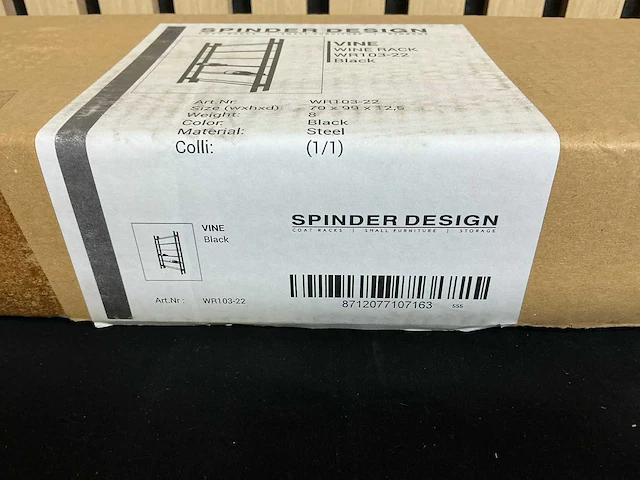 SPINDER DESIGN
VINE
WINE RACK
WR103-22
Black
Art.Nr. WR103-22
Size (wxhxd): 70 x 99 x 12,5
Weight: 8
Color: Black
Material: Steel
Colli: (1/1)
VINE
Black
Art.Nr : WR103-22
SPINDER DESIGN
COAT RACKS | SMALL FURNITURE | STORAGE
8712077107163 sss